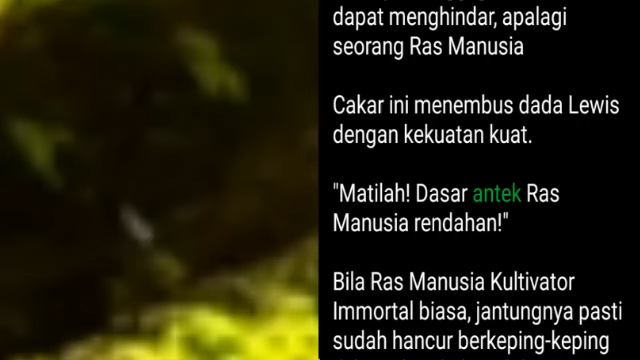 dapat menghindar, apalagi
seorang Ras Manusia
Cakar ini menembus dada Lewis
dengan kekuatan kuat.
"Matilah! Dasar antek Ras
Manusia rendahan!"
Bila Ras Manusia Kultivator
Immortal biasa, jantungnya pasti
sudah hancur berkeping-keping